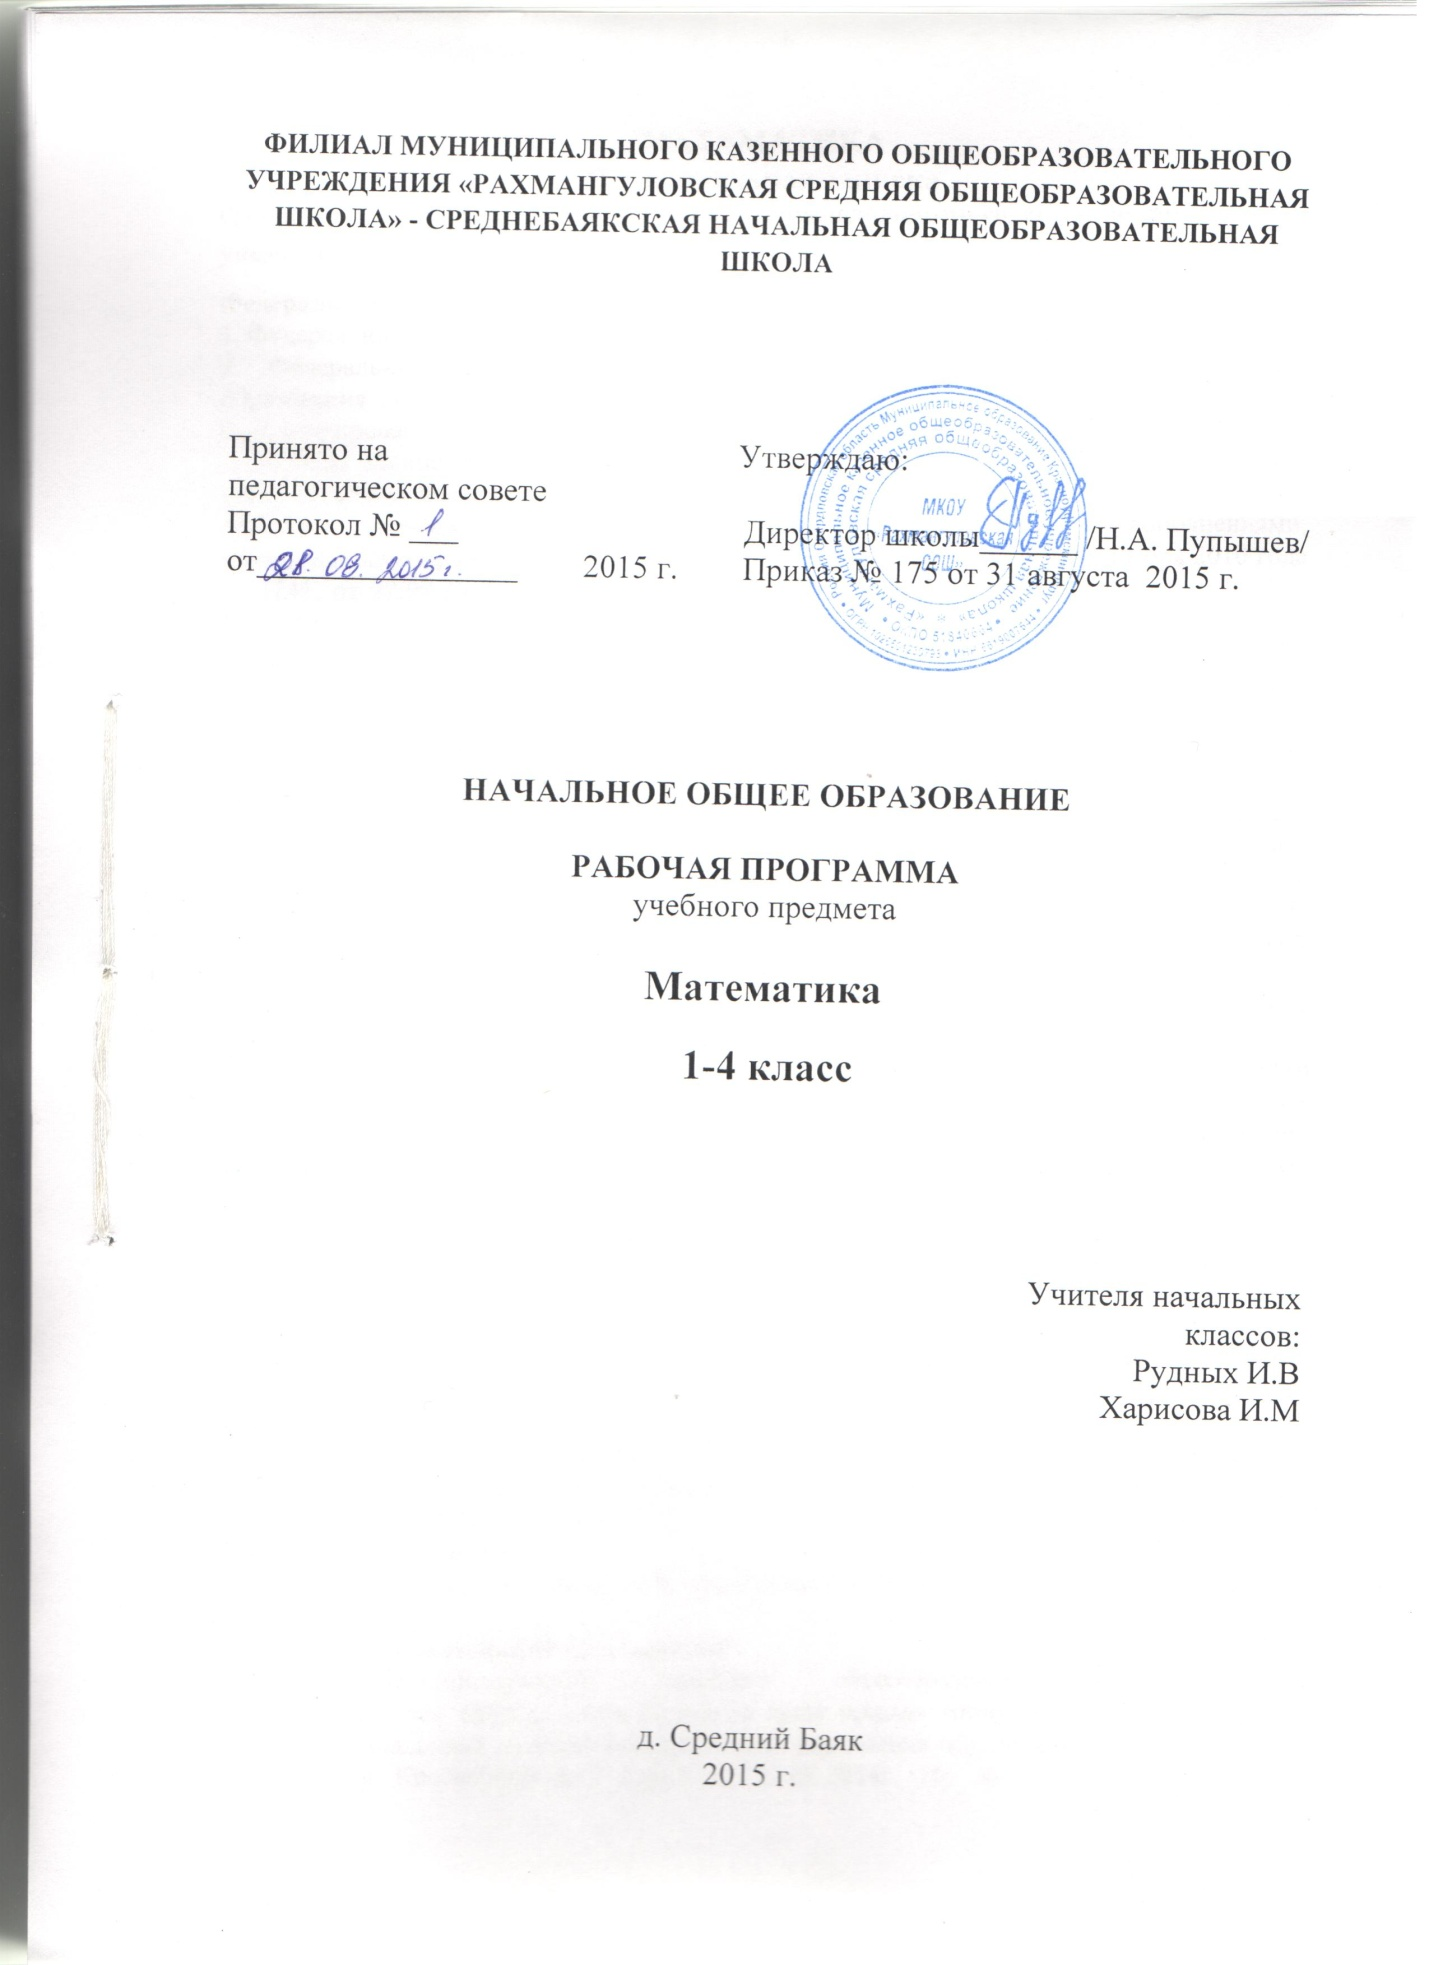 ФИЛИАЛ МУНИЦИПАЛЬНОГО КАЗЕННОГО ОБЩЕОБРАЗОВАТЕЛЬНОГО
УЧРЕЖДЕНИЯ «РАХМАНГУЛОВСКАЯ СРЕДНЯЯ ОБЩЕОБРАЗОВАТЕЛЬНАЯ
ШКОЛА» - СРЕДНЕБАЯКСКАЯ НАЧАЛЬНАЯ ОБЩЕОБРАЗОВАТЕЛЬНАЯ
ШКОЛА
Принято на
педагогическом совете
Протокол № 1
от 28. 08. 2015 г. 2015 г.
Утверждаю:
МКОУ
Директор школы /Н.А. Пупышев/
Приказ № 175 от 31 августа 2015 г.
НАЧАЛЬНОЕ ОБЩЕЕ ОБРАЗОВАНИЕ
РАБОЧАЯ ПРОГРАММА
учебного предмета
Математика
1-4 класс
Учителя начальных
классов:
Рудных И.В
Харисова И.М
д. Средний Баяк
2015 г.